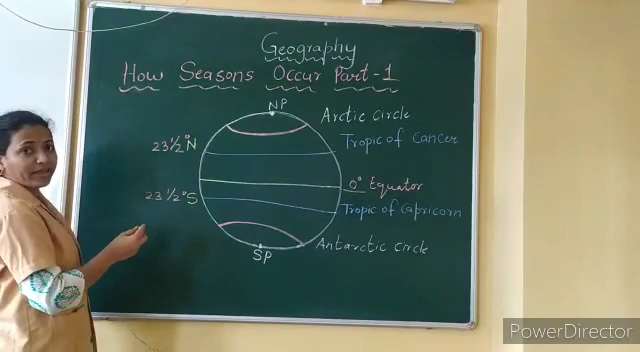 Geography
How Seasons Occur Part-1
NP
Arctic circle
23½° N
Tropic of Cancer
0° Equator
23½° S
Tropic of Capricorn
Antarctic circle
SP
PowerDirector